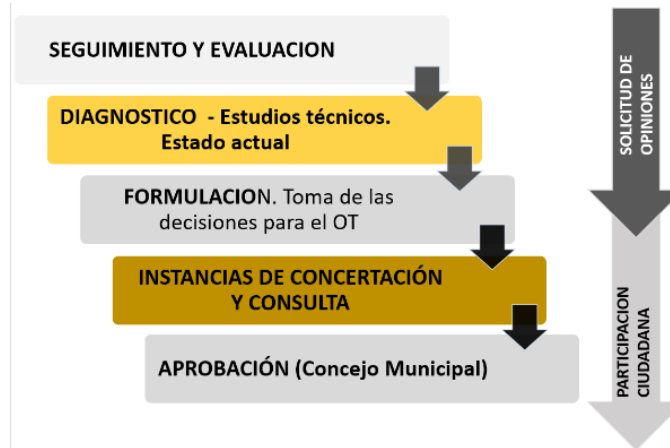 SEGUIMIENTO Y EVALUACION
DIAGNOSTICO - Estudios técnicos.
Estado actual
FORMULACION. Toma de las
decisiones para el OT
INSTANCIAS DE CONCERTACIÓN
Y CONSULTA
APROBACIÓN (Concejo Municipal)
SOLICITUD DE
OPINIONES
PARTICIPACION
CIUDADANA